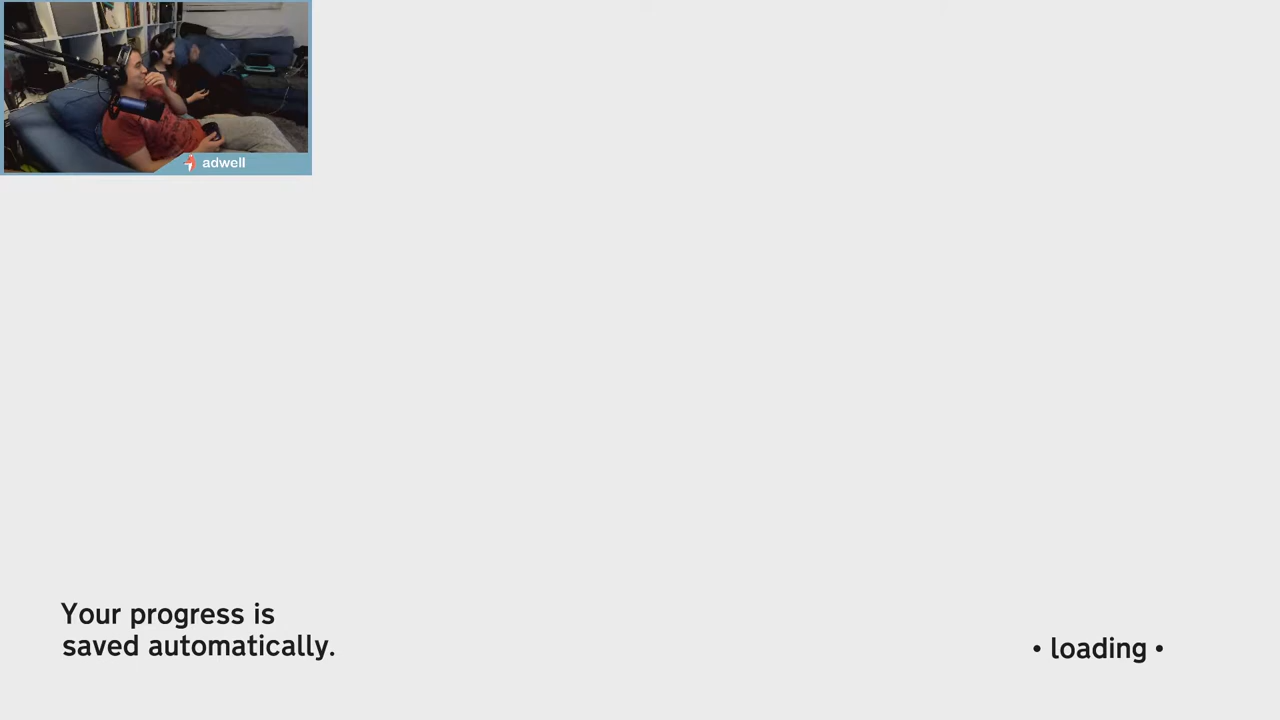 adwell
Your progress is
saved automatically.
• loading •